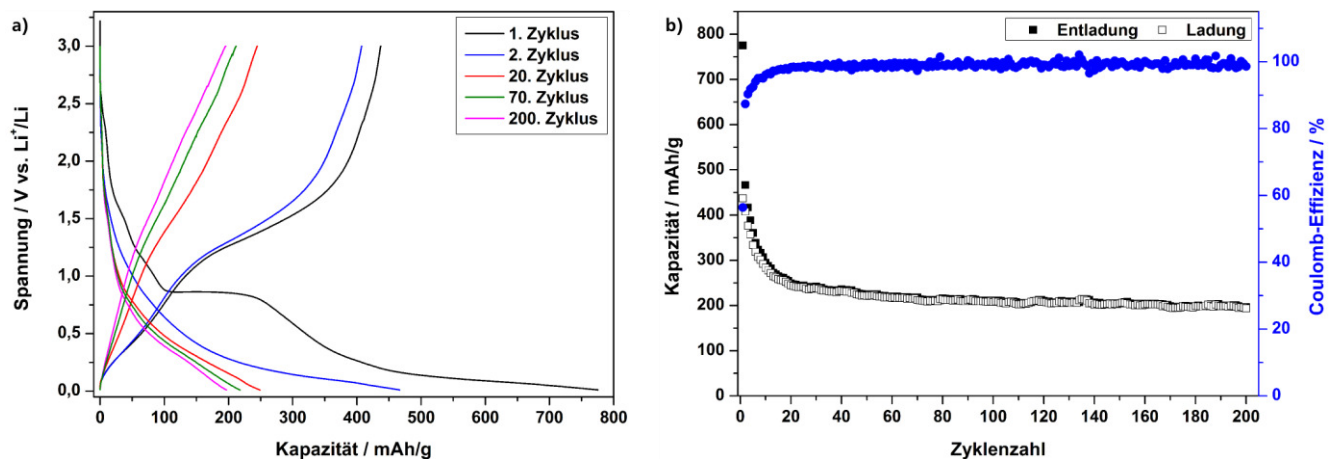 a)
Spannung / V vs. Li⁺/Li
3,0
2,5
2,0
1,5
1,0
0,5
0,0
1. Zyklus
2. Zyklus
20. Zyklus
70. Zyklus
200. Zyklus
0 100 200 300 400 500 600 700 800
Kapazität / mAh/g
b)
Kapazität / mAh/g
800
700
600
500
400
300
200
100
0
Entladung Ladung
100
80
60
40
20
0
Coulomb-Effizienz / %
0 20 40 60 80 100 120 140 160 180 200
Zyklenzahl